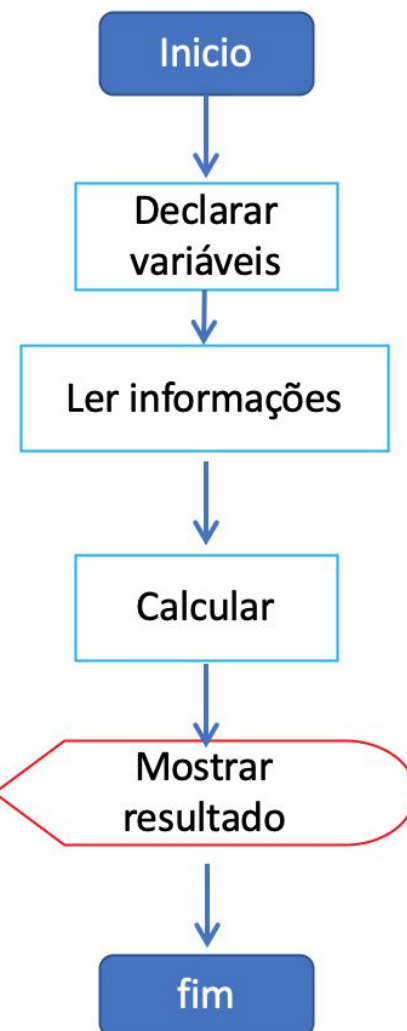 Inicio
Declarar
variáveis
Ler informações
Calcular
Mostrar
resultado
fim